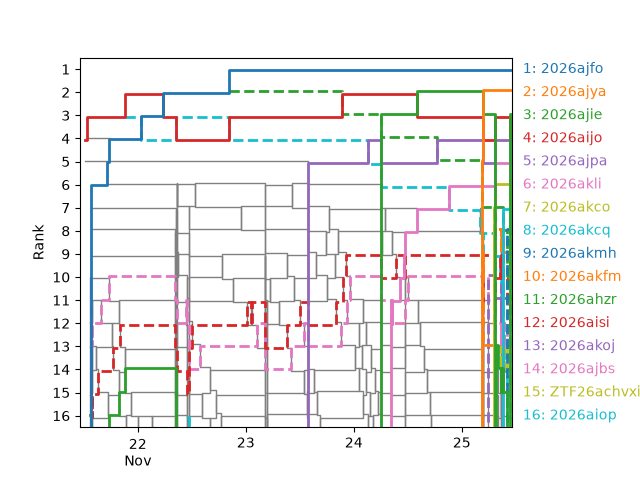 1
2
3
4
5
6
7
8
9
10
11
12
13
14
15
16
Rank
22
23
24
25
Nov
1: 2026ajfo
2: 2026ajya
3: 2026ajie
4: 2026aijo
5: 2026ajpa
6: 2026akli
7: 2026akco
8: 2026akcq
9: 2026akmh
10: 2026akfm
11: 2026ahzr
12: 2026aisi
13: 2026akoj
14: 2026ajbs
15: ZTF26achvxi
16: 2026aiop